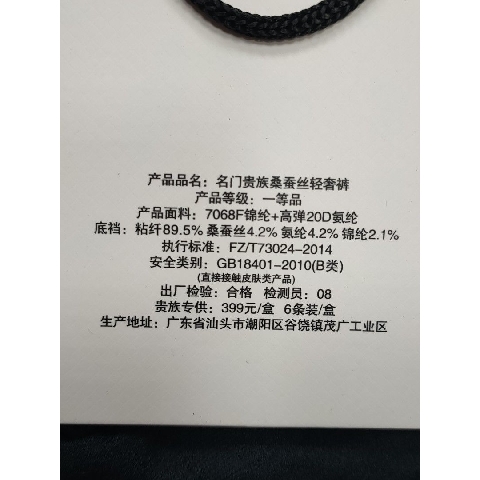 产品品名：名门贵族桑蚕丝轻奢裤
产品等级：一等品
产品面料：7068F锦纶+高弹20D氨纶
底裆：粘纤89.5% 桑蚕丝4.2% 氨纶4.2% 锦纶2.1%
执行标准：FZ/T73024-2014
安全类别：GB18401-2010(B类)
(直接接触皮肤类产品)
出厂检验：合格 检测员：08
贵族专供：399元/盒 6条装/盒
生产地址：广东省汕头市潮阳区谷饶镇茂广工业区